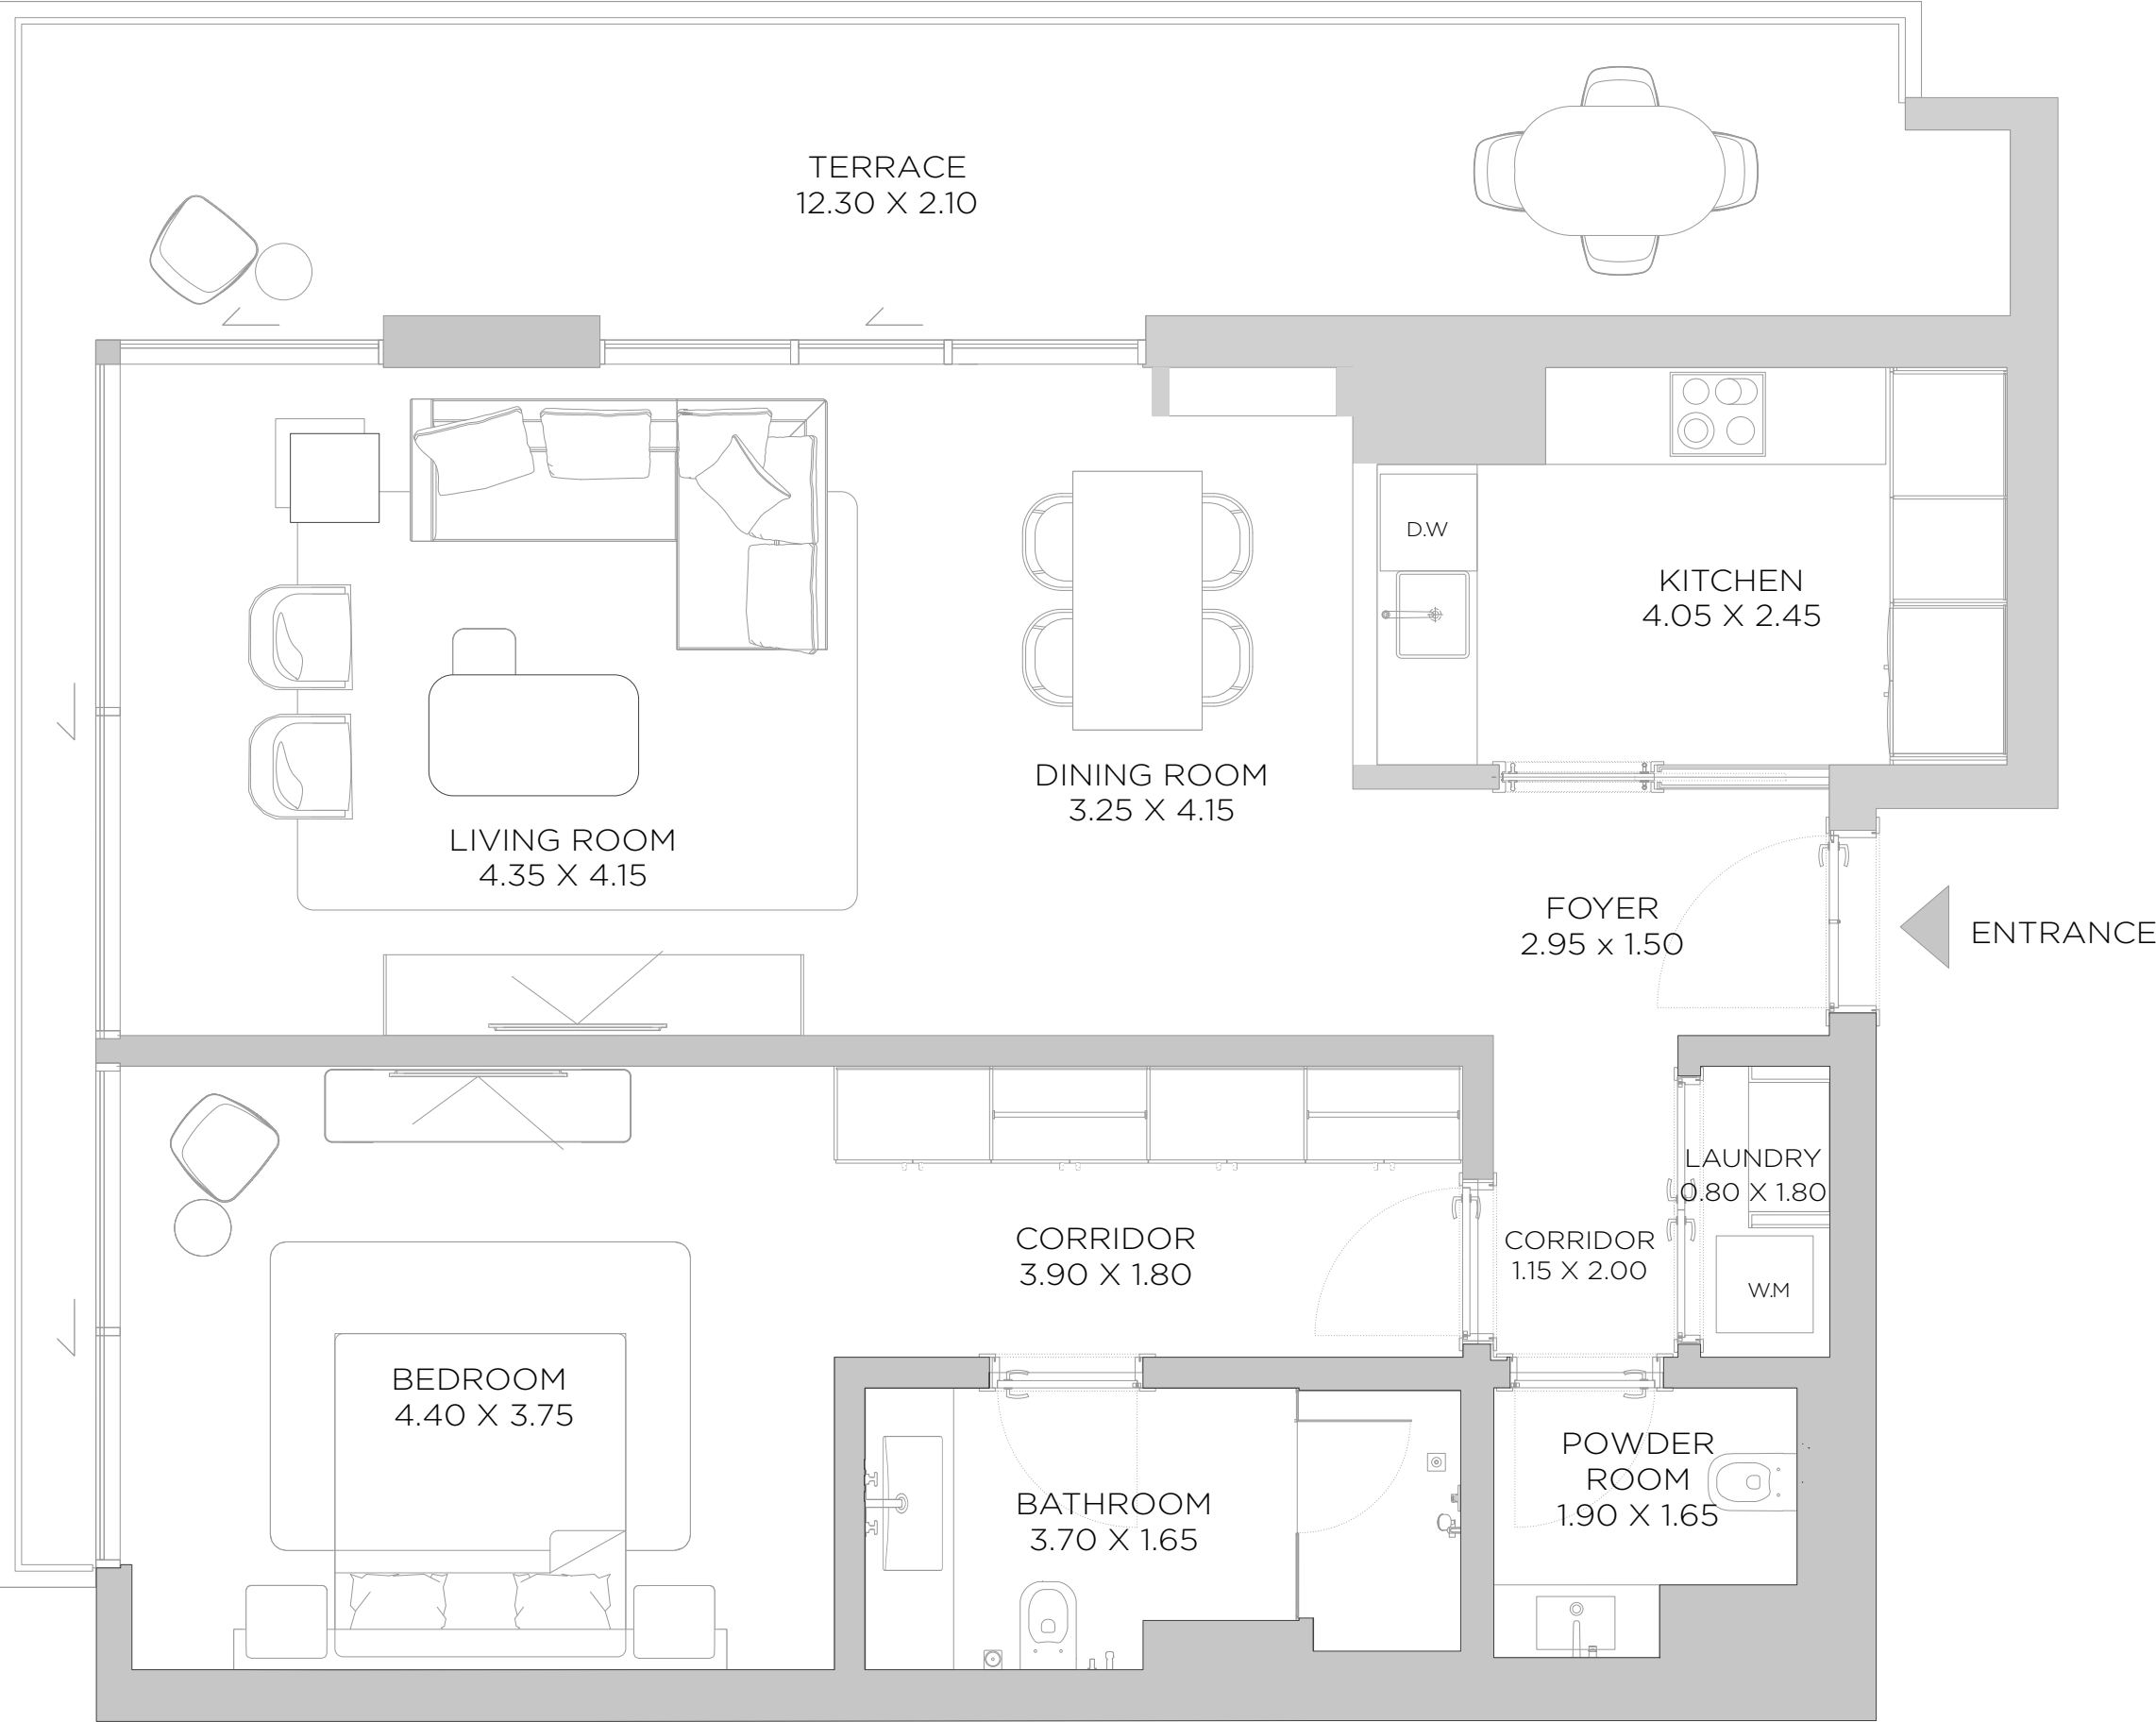 TERRACE
12.30 X 2.10
D.W
KITCHEN
4.05 X 2.45
DINING ROOM
3.25 X 4.15
LIVING ROOM
4.35 X 4.15
FOYER
2.95 x 1.50
ENTRANCE
LAUNDRY
0.80 X 1.80
CORRIDOR
3.90 X 1.80
CORRIDOR
1.15 X 2.00
W.M
BEDROOM
4.40 X 3.75
POWDER
ROOM
1.90 X 1.65
BATHROOM
3.70 X 1.65